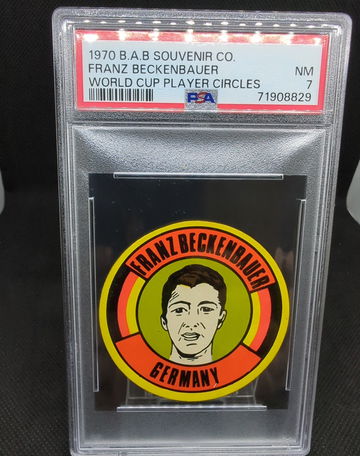 1970 B.A.B SOUVENIR CO.
FRANZ BECKENBAUER NM
WORLD CUP PLAYER CIRCLES 7
PSA 71908829
FRANZ BECKENBAUER
GERMANY